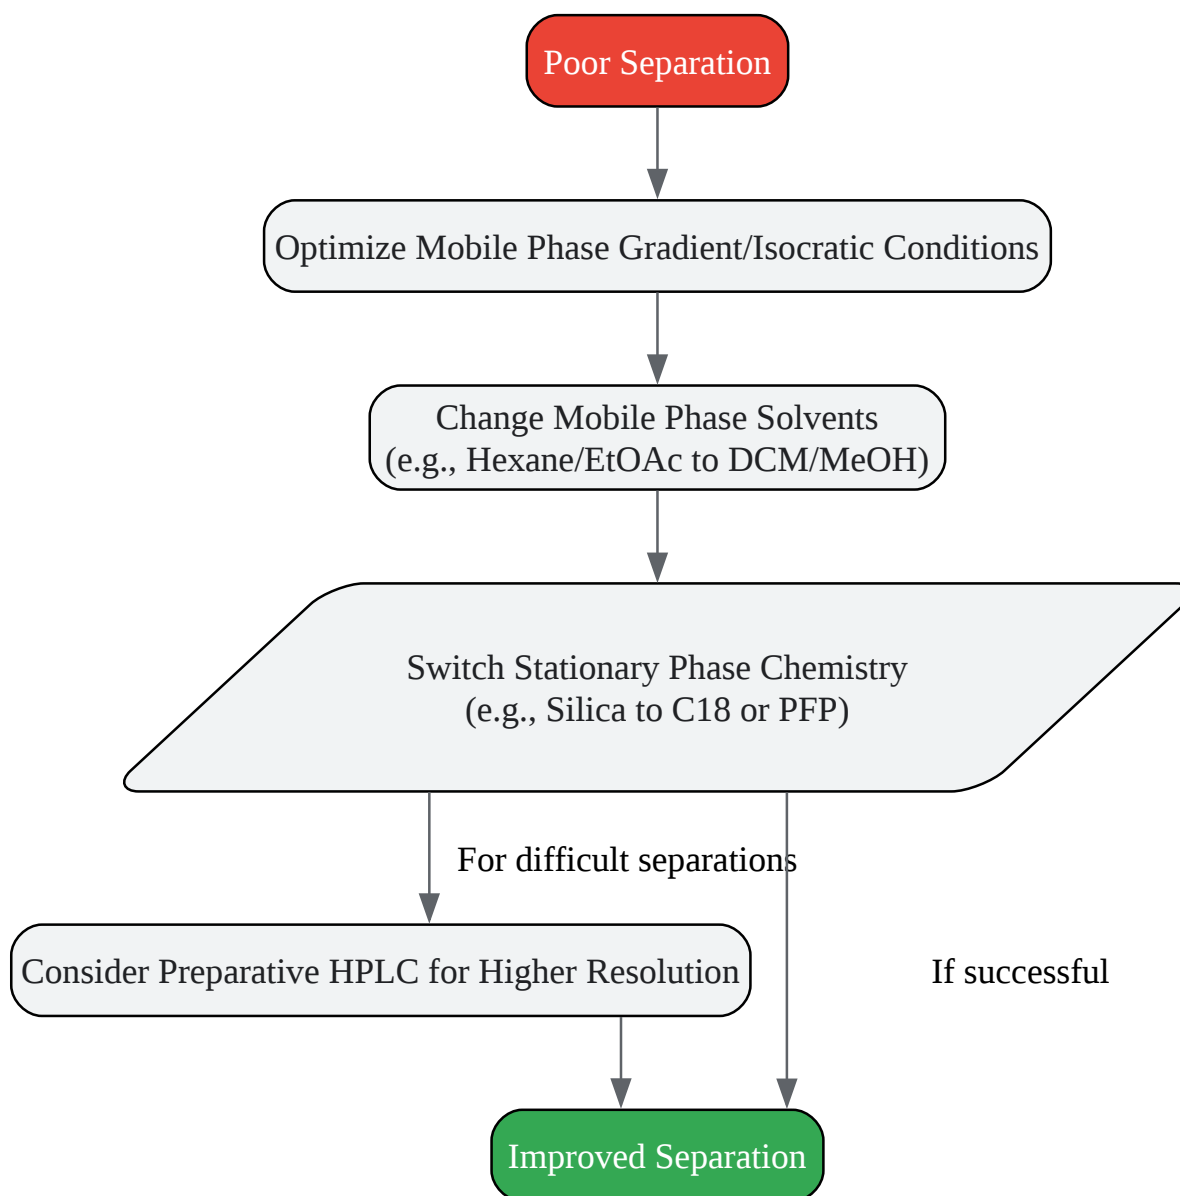 Poor Separation
Optimize Mobile Phase Gradient/Isocratic Conditions
Change Mobile Phase Solvents
(e.g., Hexane/EtOAc to DCM/MeOH)
Switch Stationary Phase Chemistry
(e.g., Silica to C18 or PFP)
For difficult separations
Consider Preparative HPLC for Higher Resolution
If successful
Improved Separation